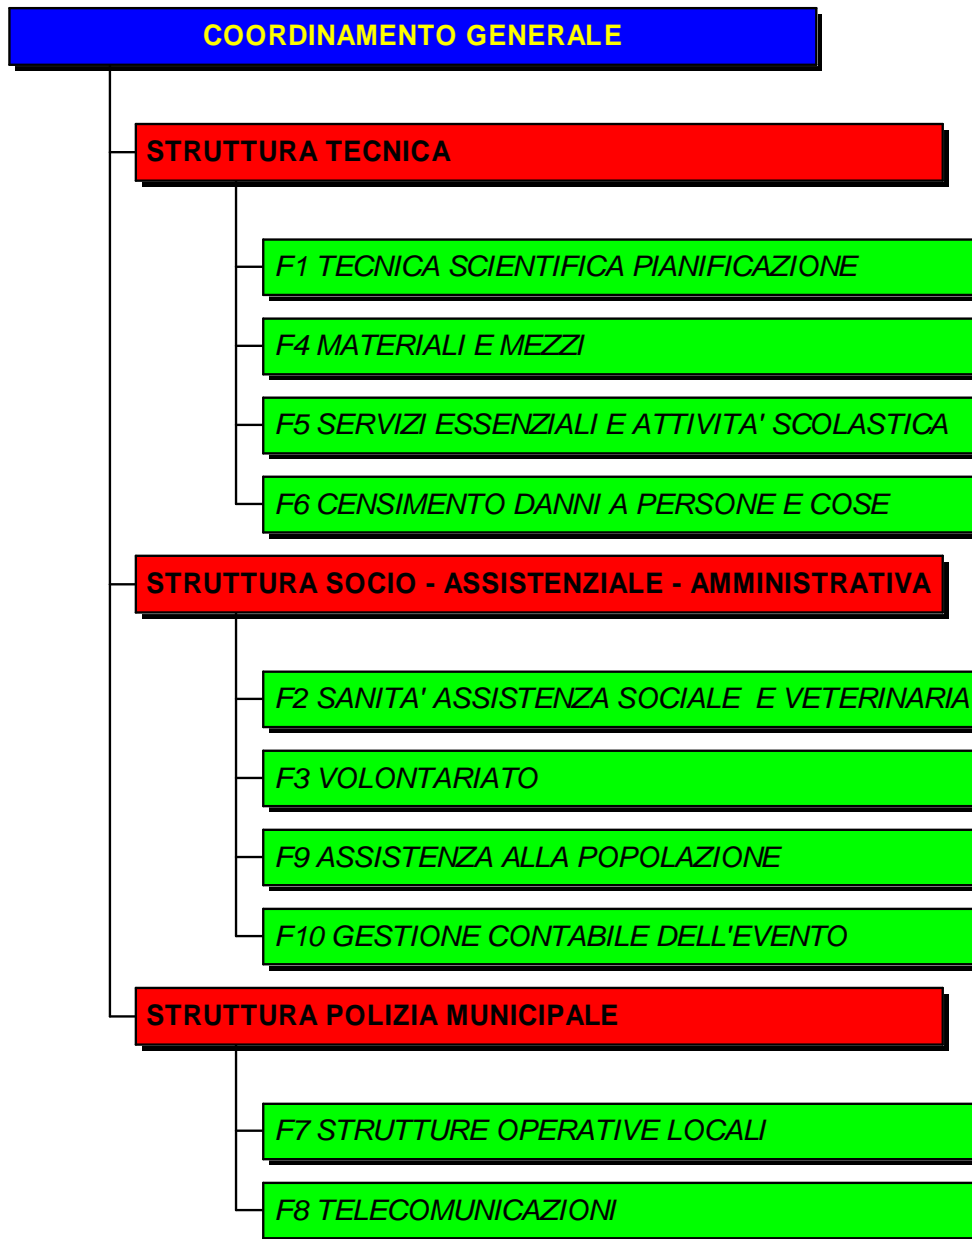 COORDINAMENTO GENERALE
STRUTTURA TECNICA
F1 TECNICA SCIENTIFICA PIANIFICAZIONE
F4 MATERIALI E MEZZI
F5 SERVIZI ESSENZIALI E ATTIVITA' SCOLASTICA
F6 CENSIMENTO DANNI A PERSONE E COSE
STRUTTURA SOCIO - ASSISTENZIALE - AMMINISTRATIVA
F2 SANITA' ASSISTENZA SOCIALE  E VETERINARIA
F3 VOLONTARIATO
F9 ASSISTENZA ALLA POPOLAZIONE
F10 GESTIONE CONTABILE DELL'EVENTO
STRUTTURA POLIZIA MUNICIPALE
F7 STRUTTURE OPERATIVE LOCALI
F8 TELECOMUNICAZIONI